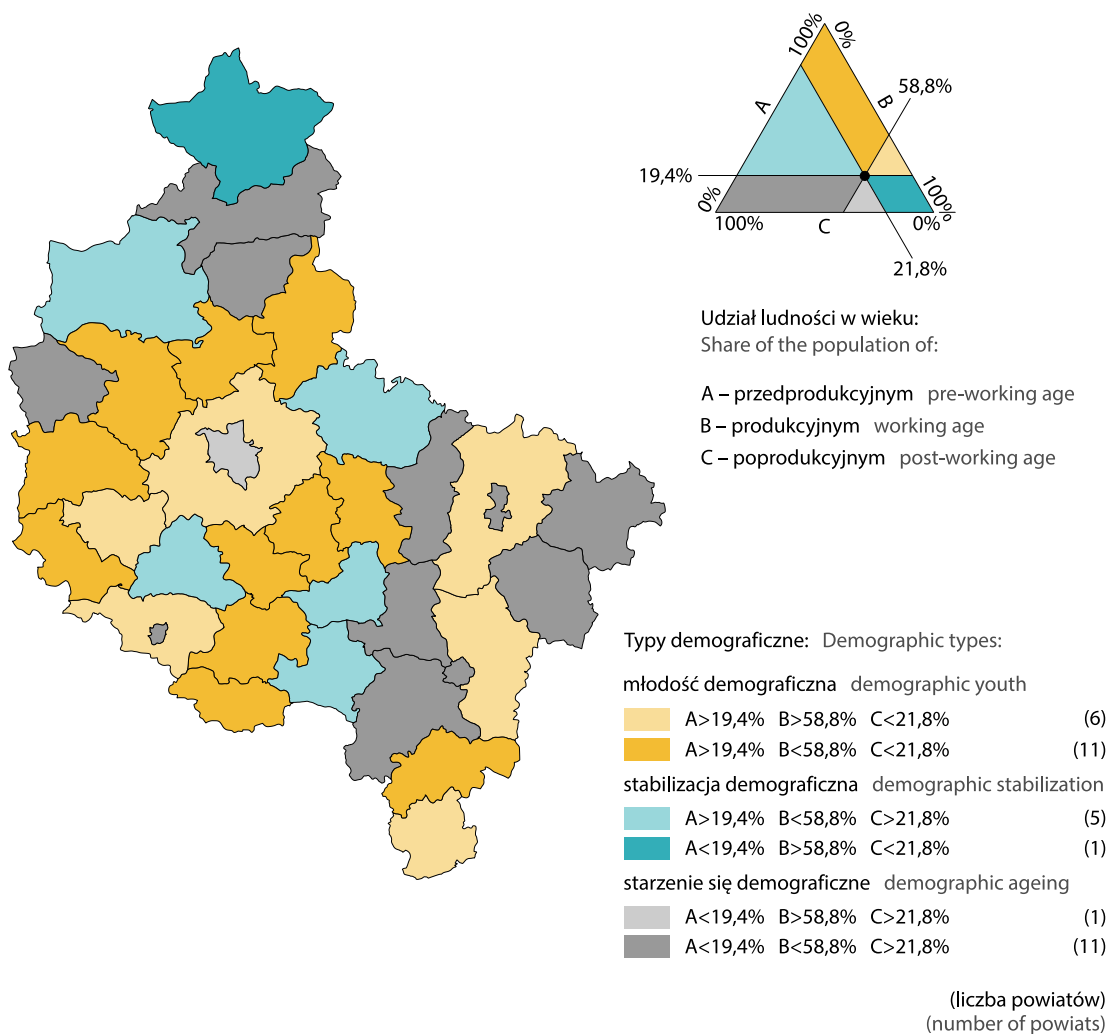 100%
0%
A
B
58,8%
19,4%
0%
100%
100%
C
0%
21,8%
Udział ludności w wieku:
Share of the population of:
A – przedprodukcyjnym pre-working age
B – produkcyjnym working age
C – poprodukcyjnym post-working age
Typy demograficzne: Demographic types:
młodość demograficzna demographic youth
A>19,4% B>58,8% C<21,8% (6)
A>19,4% B<58,8% C<21,8% (11)
stabilizacja demograficzna demographic stabilization
A>19,4% B<58,8% C>21,8% (5)
A<19,4% B>58,8% C<21,8% (1)
starzenie się demograficzne demographic ageing
A<19,4% B>58,8% C>21,8% (1)
A<19,4% B<58,8% C>21,8% (11)
(liczba powiatów)
(number of powiats)